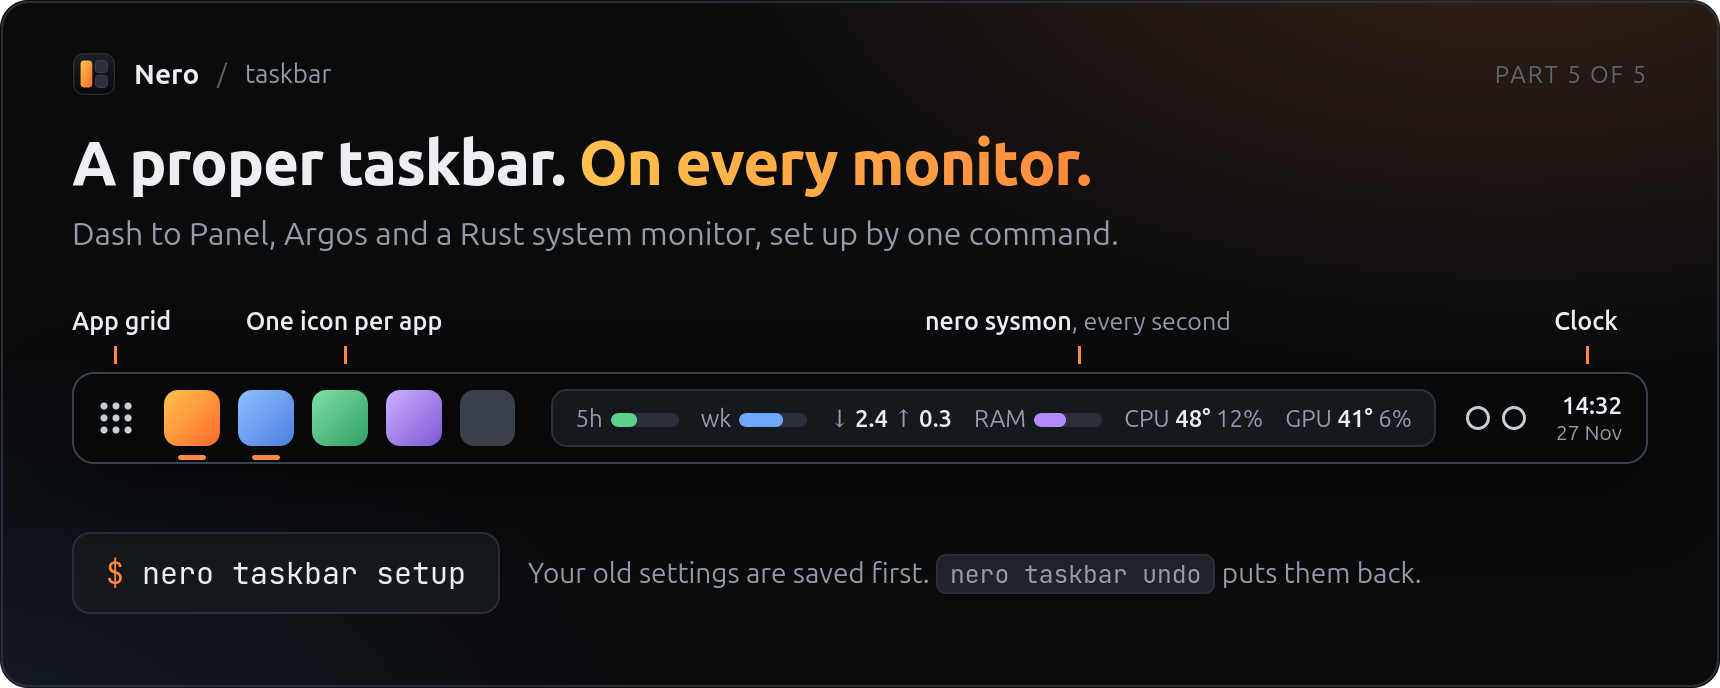 Nero / taskbar
PART 5 OF 5
A proper taskbar. On every monitor.
Dash to Panel, Argos and a Rust system monitor, set up by one command.
App grid
One icon per app
nero sysmon, every second
Clock
5h wk ↓ 2.4 ↑ 0.3 RAM CPU 48° 12% GPU 41° 6%
14:32
27 Nov
$ nero taskbar setup
Your old settings are saved first. nero taskbar undo puts them back.